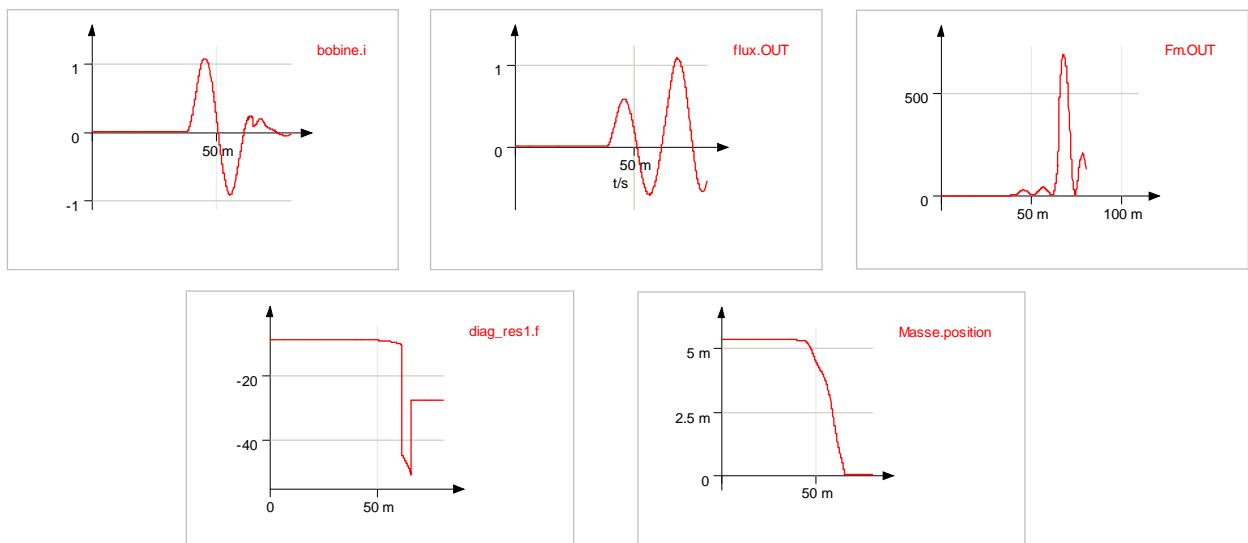 bobine.i
1
0
-1
50 m
flux.OUT
1
0
50 m
t/s
Fm.OUT
500
0
50 m
100 m
diag_res1.f
-20
-40
0
50 m
Masse.position
5 m
2.5 m
0
50 m